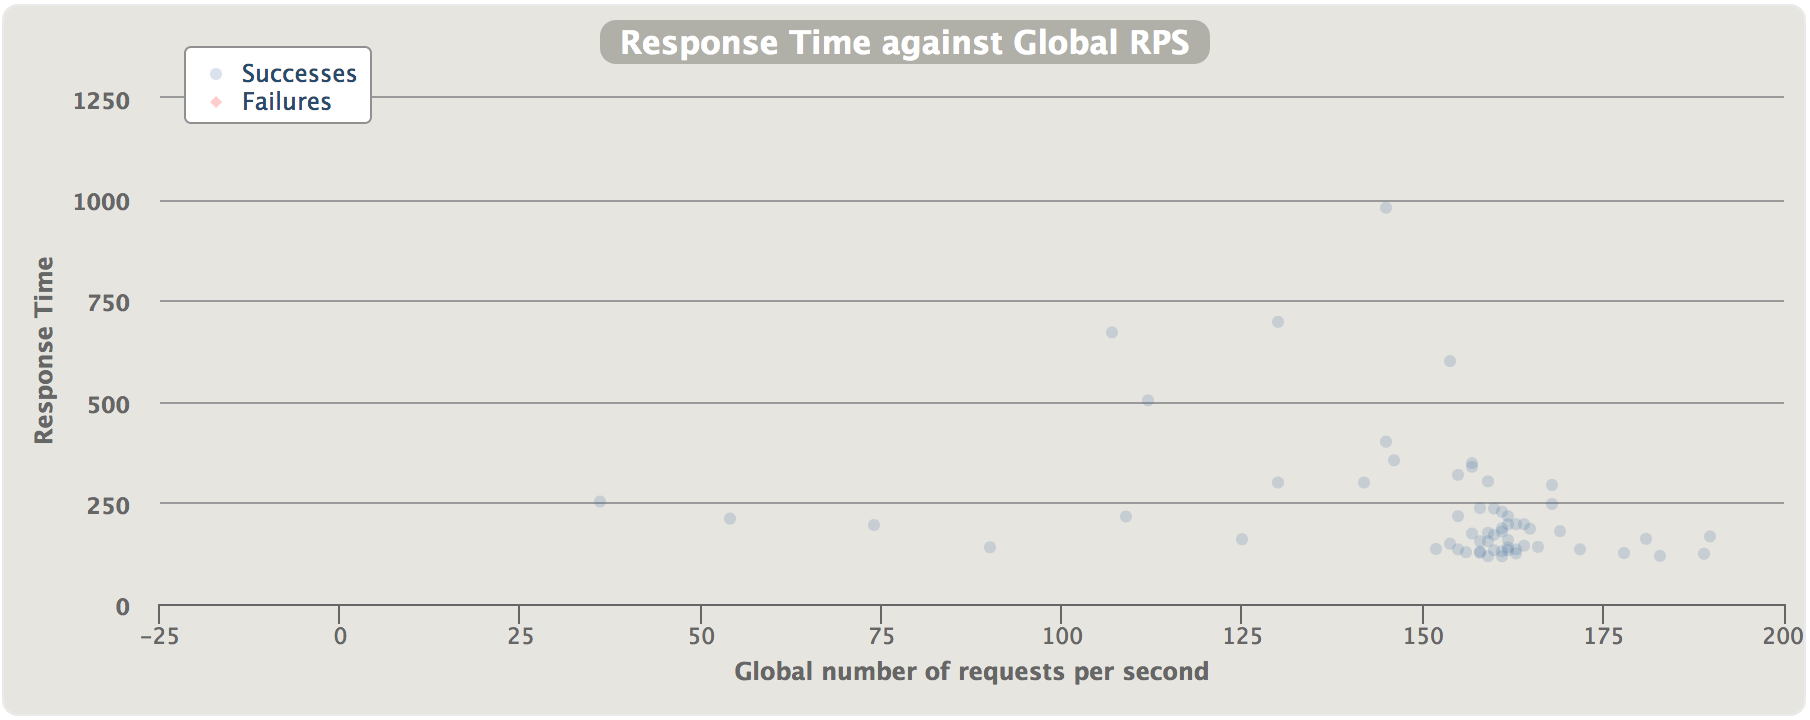 Response Time against Global RPS
Successes
Failures
1250
1000
750
500
250
0
Response Time
−25 0 25 50 75 100 125 150 175 200
Global number of requests per second